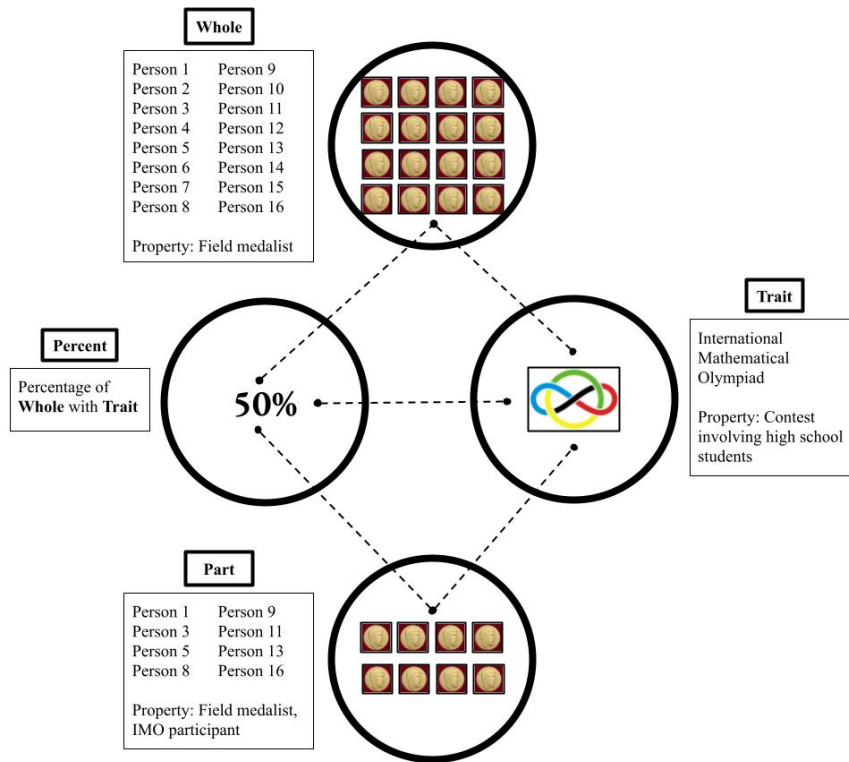 Whole
Person 1 Person 9
Person 2 Person 10
Person 3 Person 11
Person 4 Person 12
Person 5 Person 13
Person 6 Person 14
Person 7 Person 15
Person 8 Person 16
Property: Field medalist
Percent
Percentage of
Whole with Trait
50%
Trait
International
Mathematical
Olympiad
Property: Contest
involving high school
students
Part
Person 1 Person 9
Person 3 Person 11
Person 5 Person 13
Person 8 Person 16
Property: Field medalist,
IMO participant